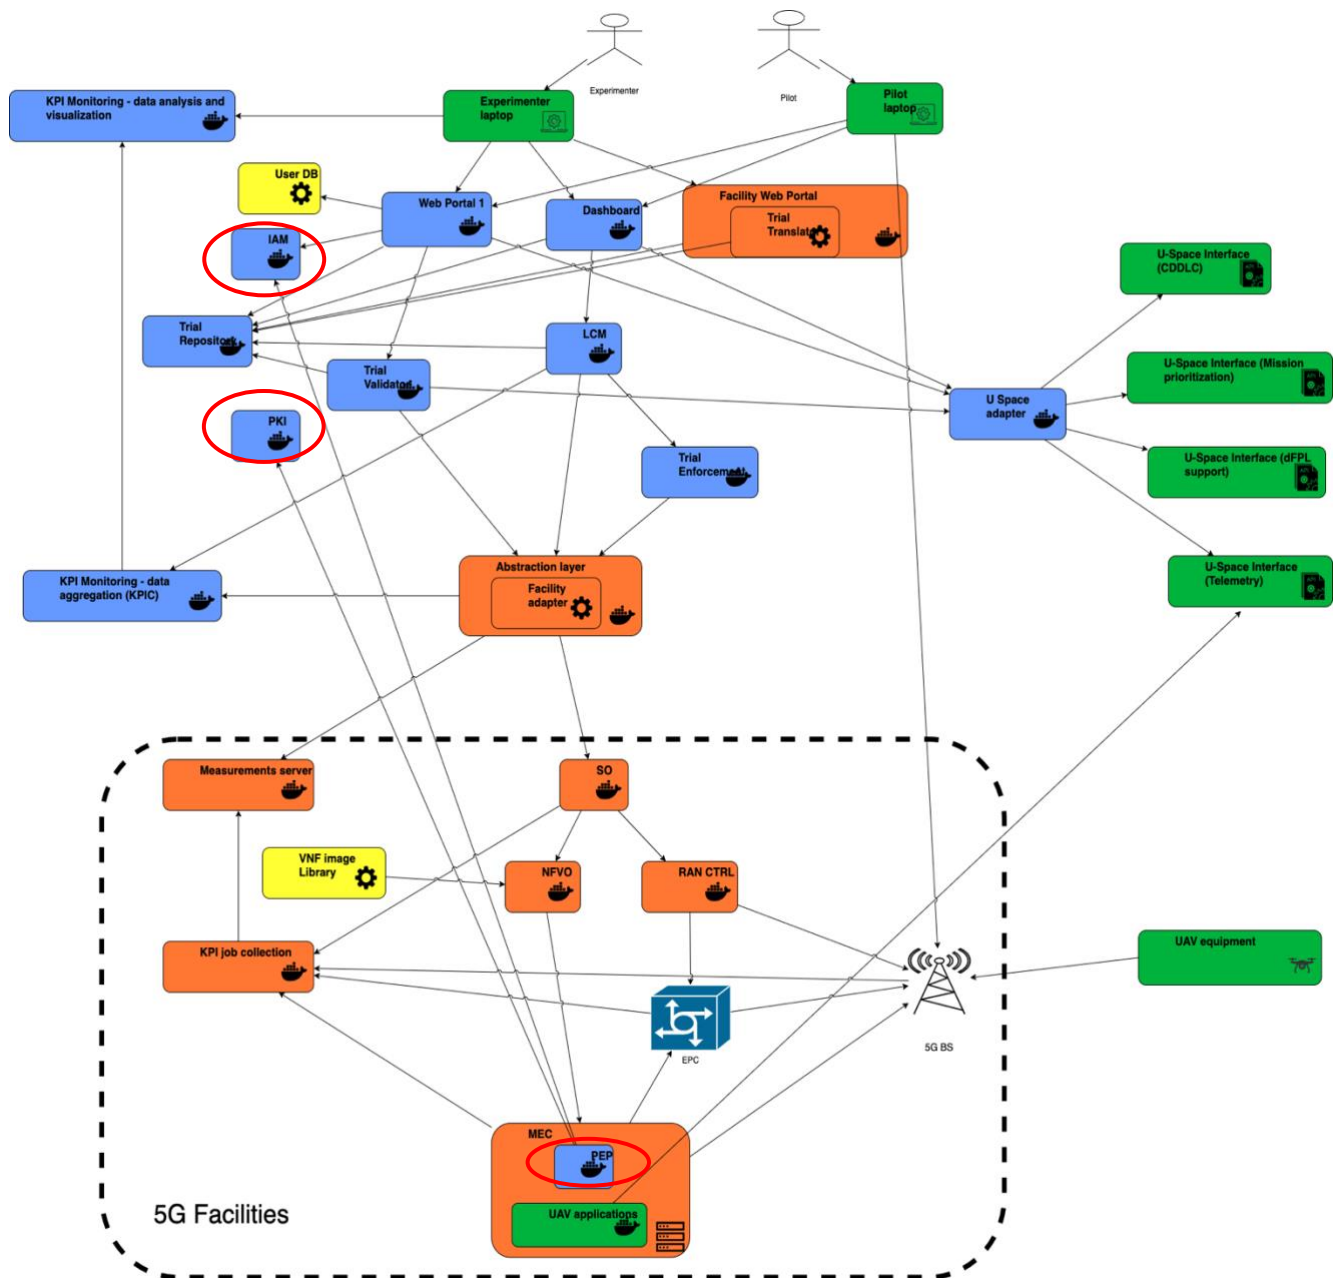 Experimenter
Pilot
KPI Monitoring - data analysis and
visualization
Experimenter
laptop
Pilot
laptop
User DB
Web Portal 1
Dashboard
Facility Web Portal
Trial
Translator
IAM
U-Space Interface
(CDDLC)
Trial
Repository
LCM
Trial
Validator
U-Space Interface (Mission
prioritization)
U Space
adapter
PKI
Trial
Enforcement
U-Space Interface (dFPL
support)
Abstraction layer
Facility
adapter
KPI Monitoring - data
aggregation (KPIC)
U-Space Interface
(Telemetry)
Measurements server
SO
VNF image
Library
NFVO
RAN CTRL
KPI job collection
UAV equipment
5G BS
EPC
MEC
PEP
UAV applications
5G Facilities